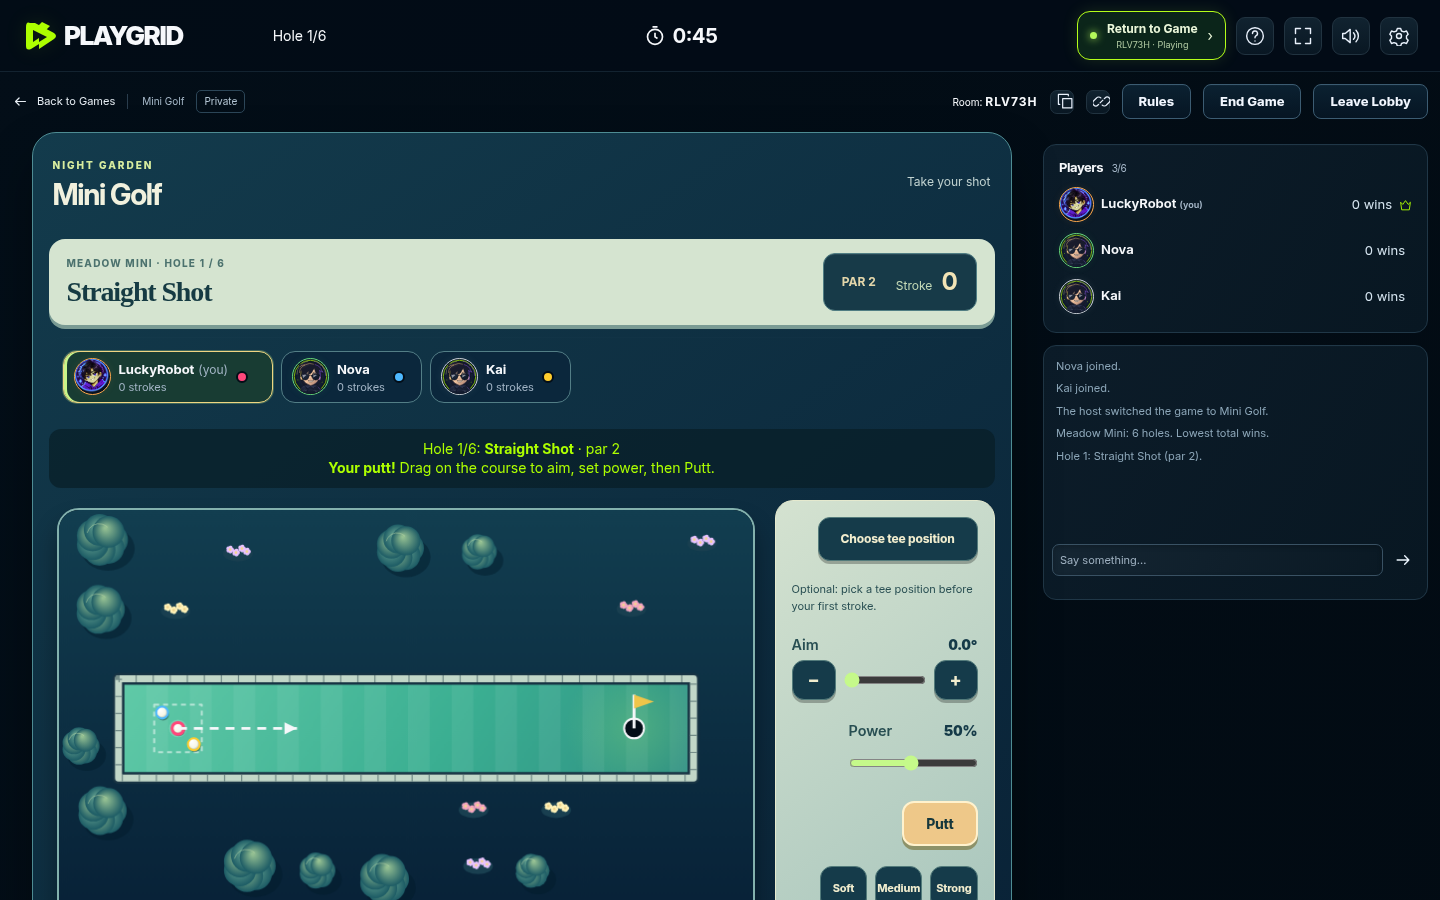 PLAYGRID
Hole 1/6
0:45
Return to Game
RLV73H · Playing
Back to Games
Mini Golf
Private
Room: RLV73H
Rules
End Game
Leave Lobby
NIGHT GARDEN
Mini Golf
Take your shot
MEADOW MINI · HOLE 1 / 6
Straight Shot
PAR 2
Stroke 0
LuckyRobot (you)
0 strokes
Nova
0 strokes
Kai
0 strokes
Hole 1/6: Straight Shot · par 2
Your putt! Drag on the course to aim, set power, then Putt.
Choose tee position
Optional: pick a tee position before
your first stroke.
Aim 0.0°
− +
Power 50%
Putt
Soft Medium Strong
Players 3/6
LuckyRobot (you) 0 wins
Nova 0 wins
Kai 0 wins
Nova joined.
Kai joined.
The host switched the game to Mini Golf.
Meadow Mini: 6 holes. Lowest total wins.
Hole 1: Straight Shot (par 2).
Say something...